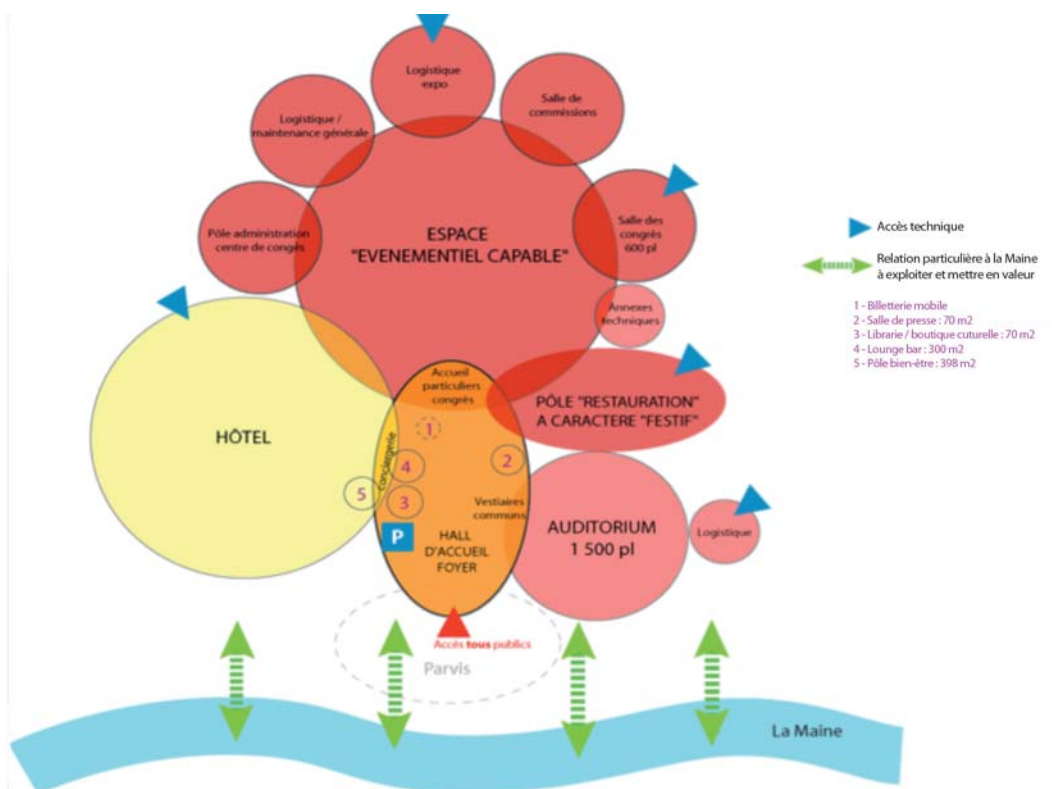 Logistique
expo
Salle de
commissions
Logistique /
maintenance générale
Pôle administration
centre de congés
ESPACE
"EVENEMENTIEL CAPABLE"
Salle des
congrès
600 pl
Annexes
techniques
Accès technique
Relation particulière à la Maine
à exploiter et mettre en valeur
1 - Billetterie mobile
2 - Salle de presse : 70 m2
3 - Librarie / boutique cuturelle : 70 m2
4 - Lounge bar : 300 m2
5 - Pôle bien-être : 398 m2
HÔTEL
Accueil
particuliers
congrès
PÔLE "RESTAURATION"
A CARACTERE "FESTIF"
conciergerie
1
2
4
5
3
Vestiaires
communs
P
HALL
D'ACCUEIL
FOYER
AUDITORIUM
1 500 pl
Logistique
Accès tous publics
Parvis
La Maine